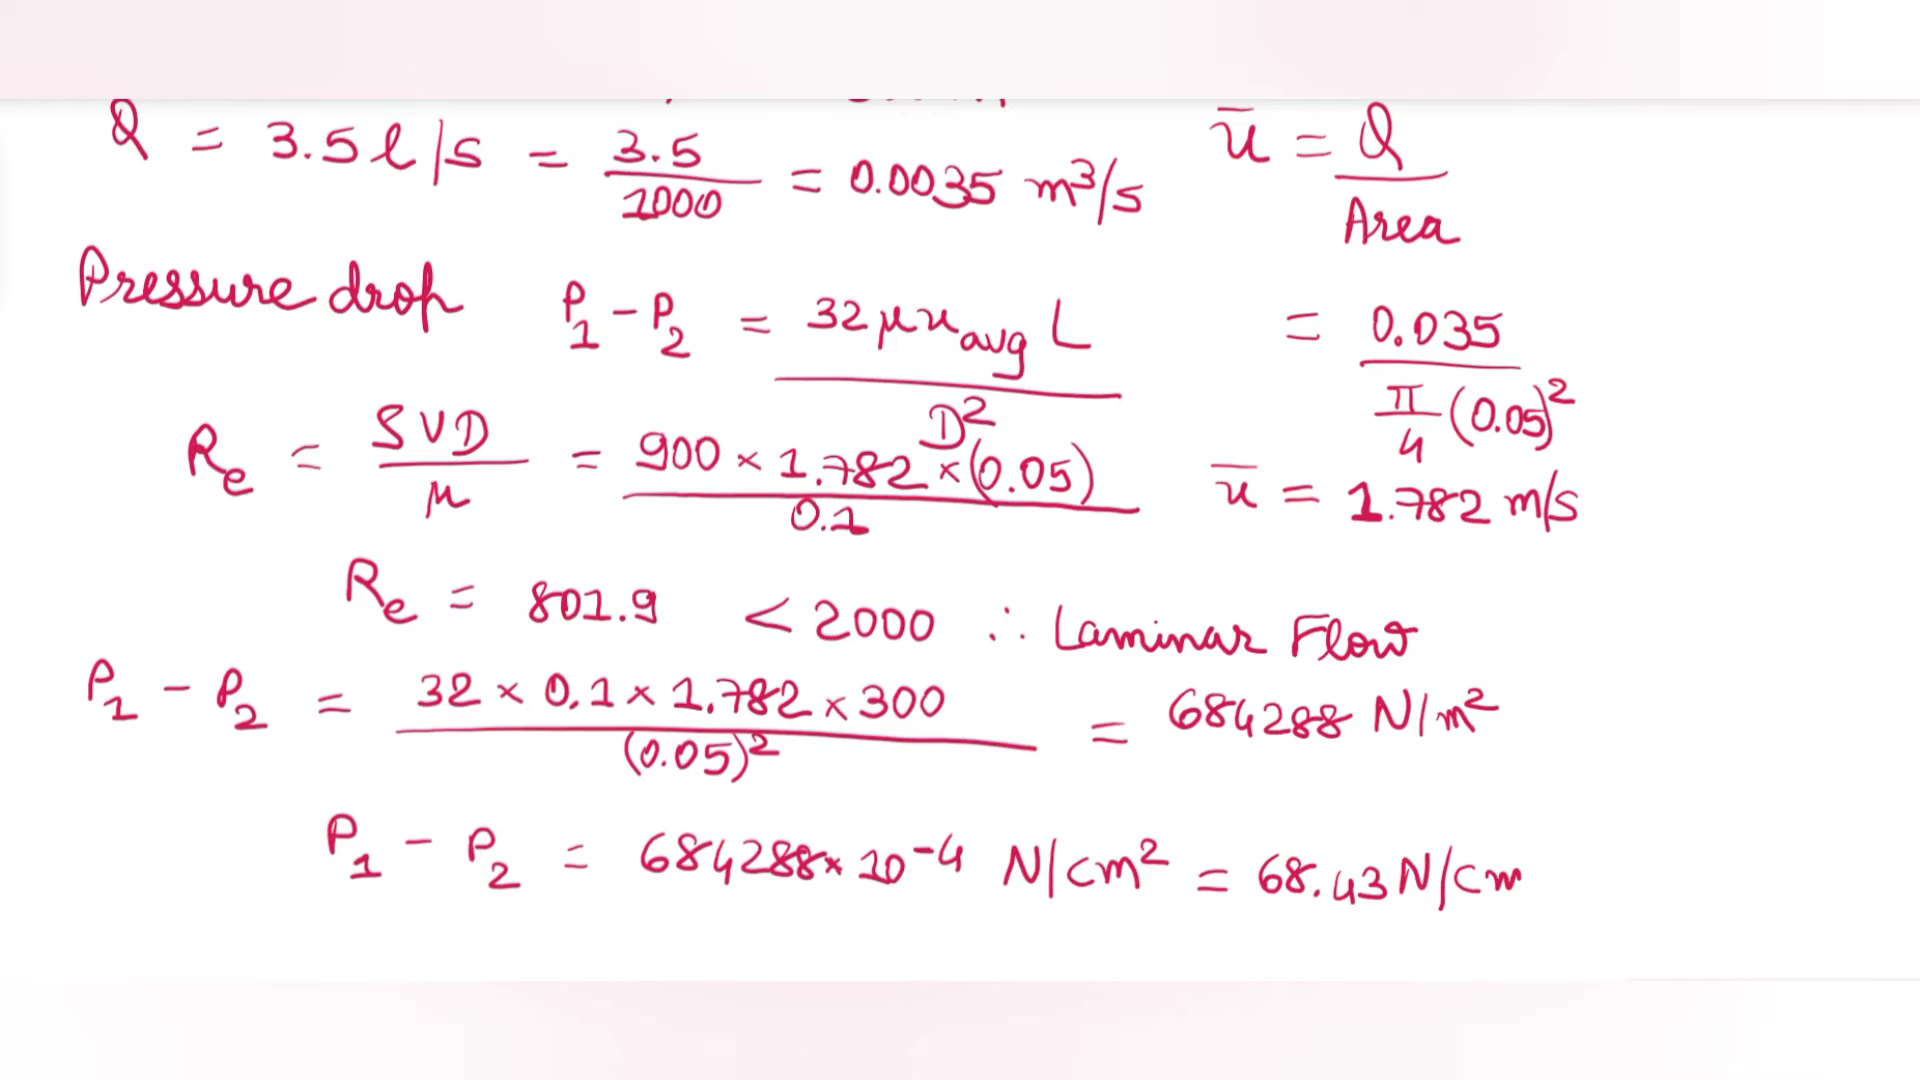 Q = 3.5 l/s = 3.5/1000 = 0.0035 m³/s
Pressure drop P₁ - P₂ = 32 μ u_avg L / D²
Re = SVD/μ = 900 × 1.782 × (0.05) / 0.1
Re = 801.9 < 2000 ∴ Laminar Flow
P₁ - P₂ = 32 × 0.1 × 1.782 × 300 / (0.05)² = 684288 N/m²
P₁ - P₂ = 684288 × 10⁻⁴ N/cm² = 68.43 N/cm
ū = Q/Area
= 0.035 / π/4 (0.05)²
ū = 1.782 m/s